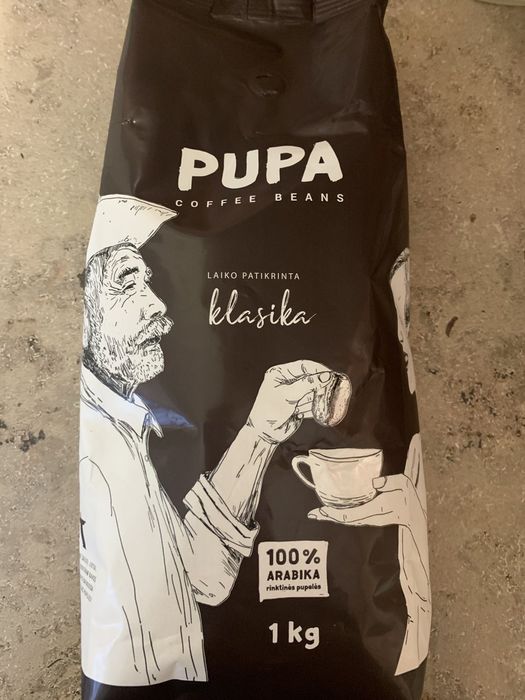 PUPA
COFFEE BEANS
LAIKO PATIKRINTA
klasika
100%
ARABIKA
rinktinės pupelės
1 kg